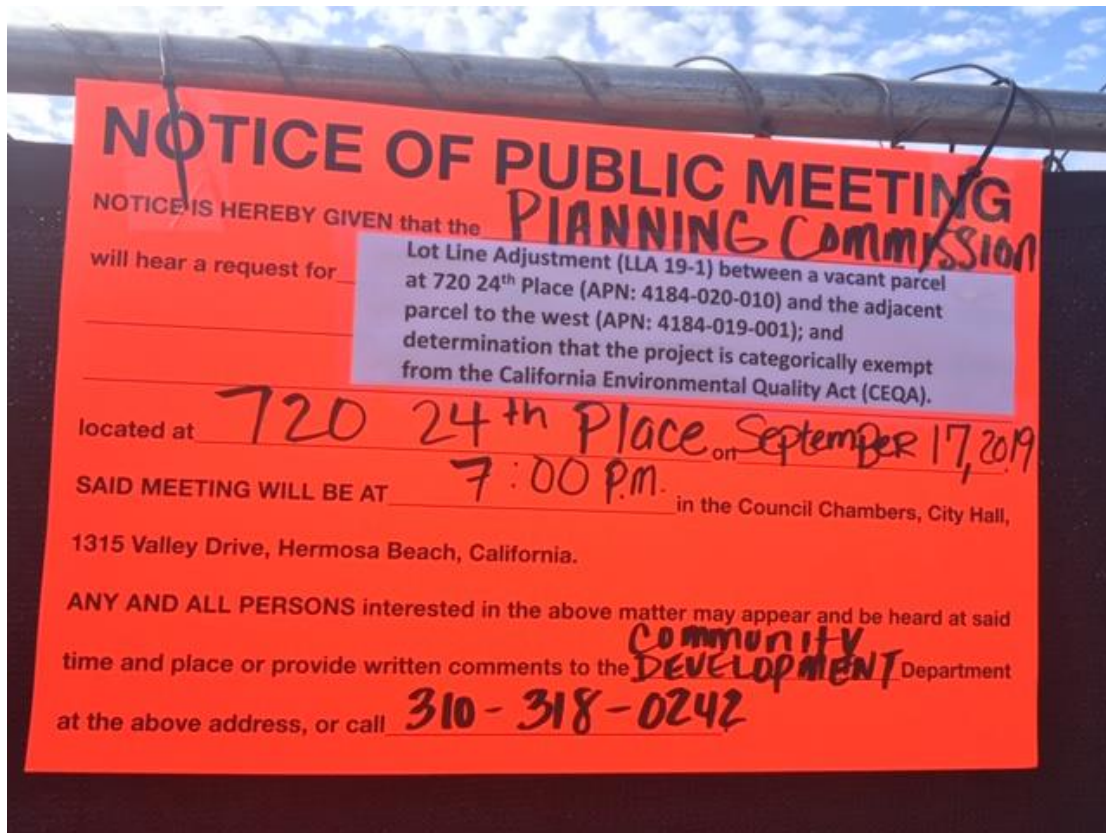 NOTICE OF PUBLIC MEETING
NOTICE IS HEREBY GIVEN that the PLANNING Commission
will hear a request for
Lot Line Adjustment (LLA 19-1) between a vacant parcel
at 720 24th Place (APN: 4184-020-010) and the adjacent
parcel to the west (APN: 4184-019-001); and
determination that the project is categorically exempt
from the California Environmental Quality Act (CEQA).
located at 720 24th Place on September 17, 2019
SAID MEETING WILL BE AT 7:00 P.M. in the Council Chambers, City Hall,
1315 Valley Drive, Hermosa Beach, California.
ANY AND ALL PERSONS interested in the above matter may appear and be heard at said
time and place or provide written comments to the Community DEVELOPMENT Department
at the above address, or call 310-318-0242